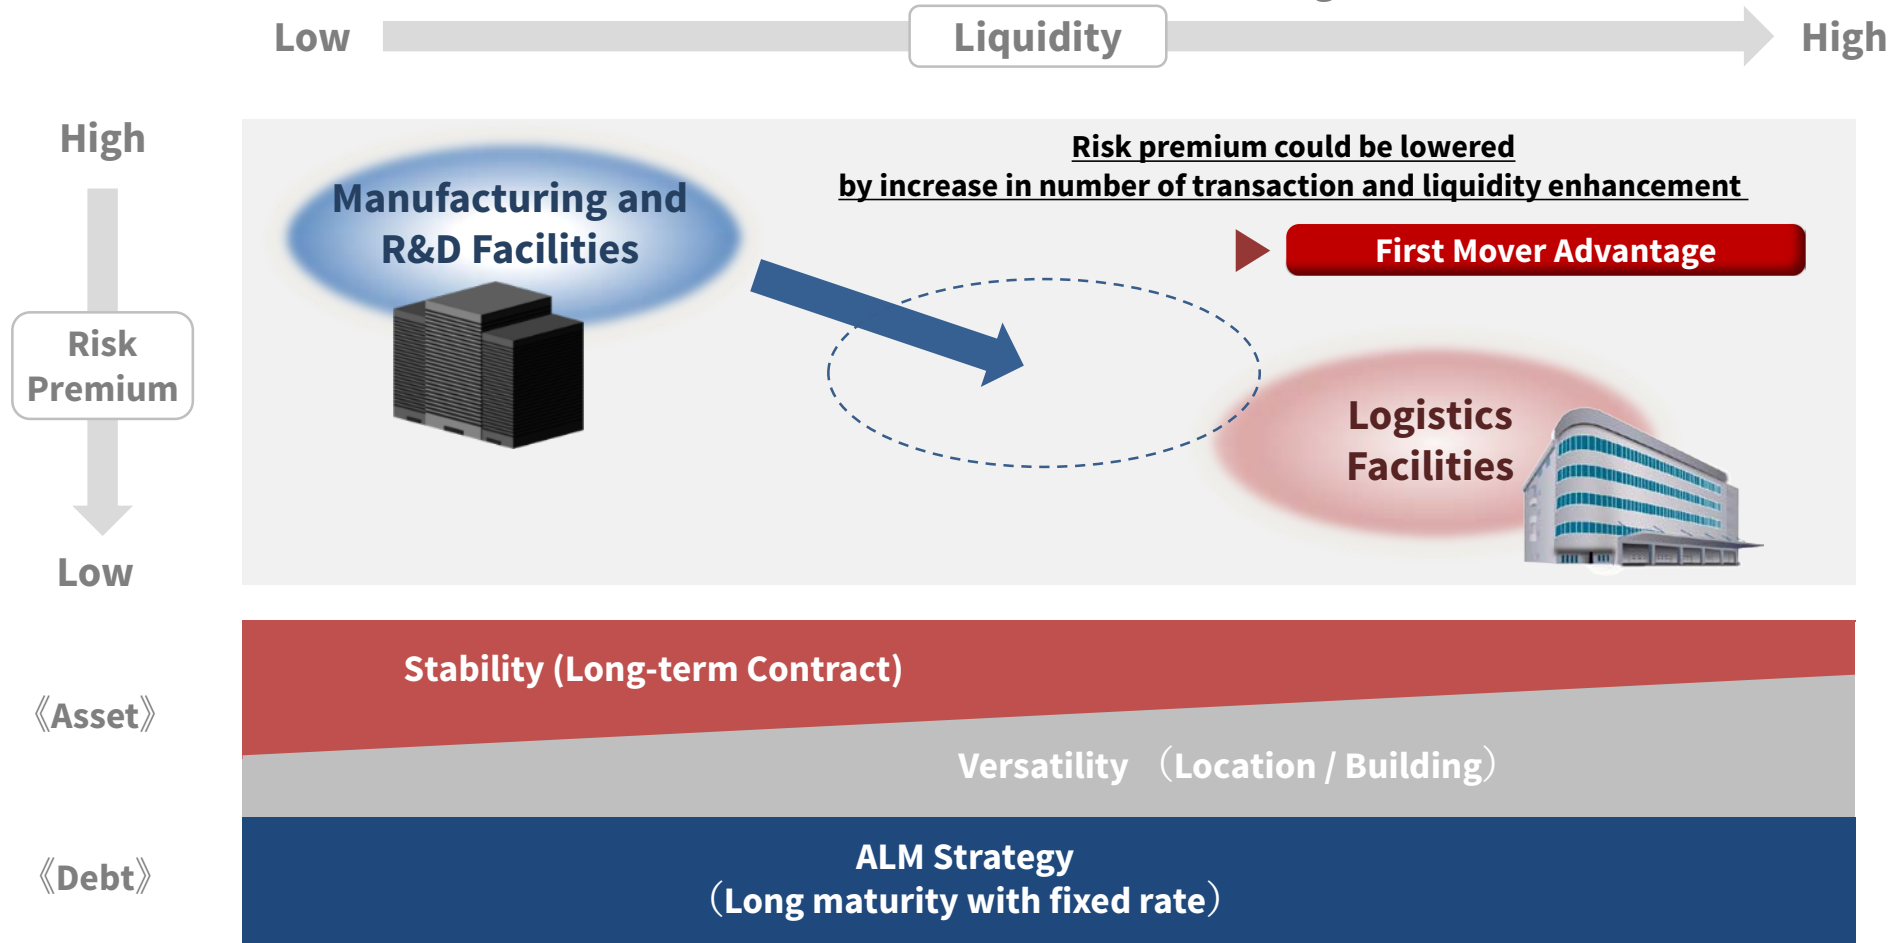 Low
Liquidity
High
High
Risk
Premium
Low
Manufacturing and
R&D Facilities
Risk premium could be lowered
by increase in number of transaction and liquidity enhancement
First Mover Advantage
Logistics
Facilities
《Asset》
Stability (Long-term Contract)
Versatility （Location / Building）
《Debt》
ALM Strategy
（Long maturity with fixed rate）